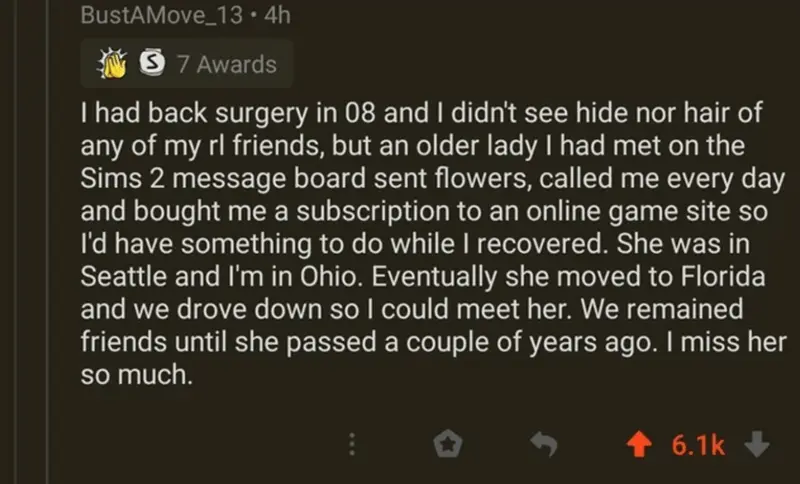 BustAMove_13 • 4h
7 Awards
I had back surgery in 08 and I didn't see hide nor hair of
any of my rl friends, but an older lady I had met on the
Sims 2 message board sent flowers, called me every day
and bought me a subscription to an online game site so
I'd have something to do while I recovered. She was in
Seattle and I'm in Ohio. Eventually she moved to Florida
and we drove down so I could meet her. We remained
friends until she passed a couple of years ago. I miss her
so much.
6.1k